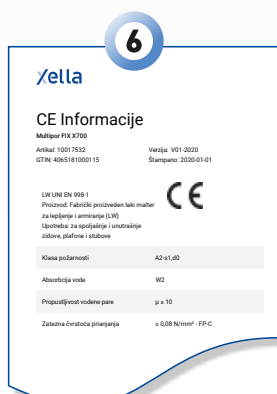 6
Xella
CE Informacije
Multipor FIX X700
Artikal: 10017532 Verzija: V01-2020
GTIN: 4065181000115 Štampano: 2020-01-01
LW UNI EN 998-1
Proizvod: Fabrički proizveden laki malter
za lepljenje i armiranje (LW)
Upotreba: za spoljašnje i unutrašnje
zidove, plafone i stubove
CE
Klasa požarnosti A2-s1,d0
Absorbcija vode W2
Propustljivost vodene pare µ ≤ 10
Zatezna čvrstoća prianjanja ≥ 0,08 N/mm² - FP-C